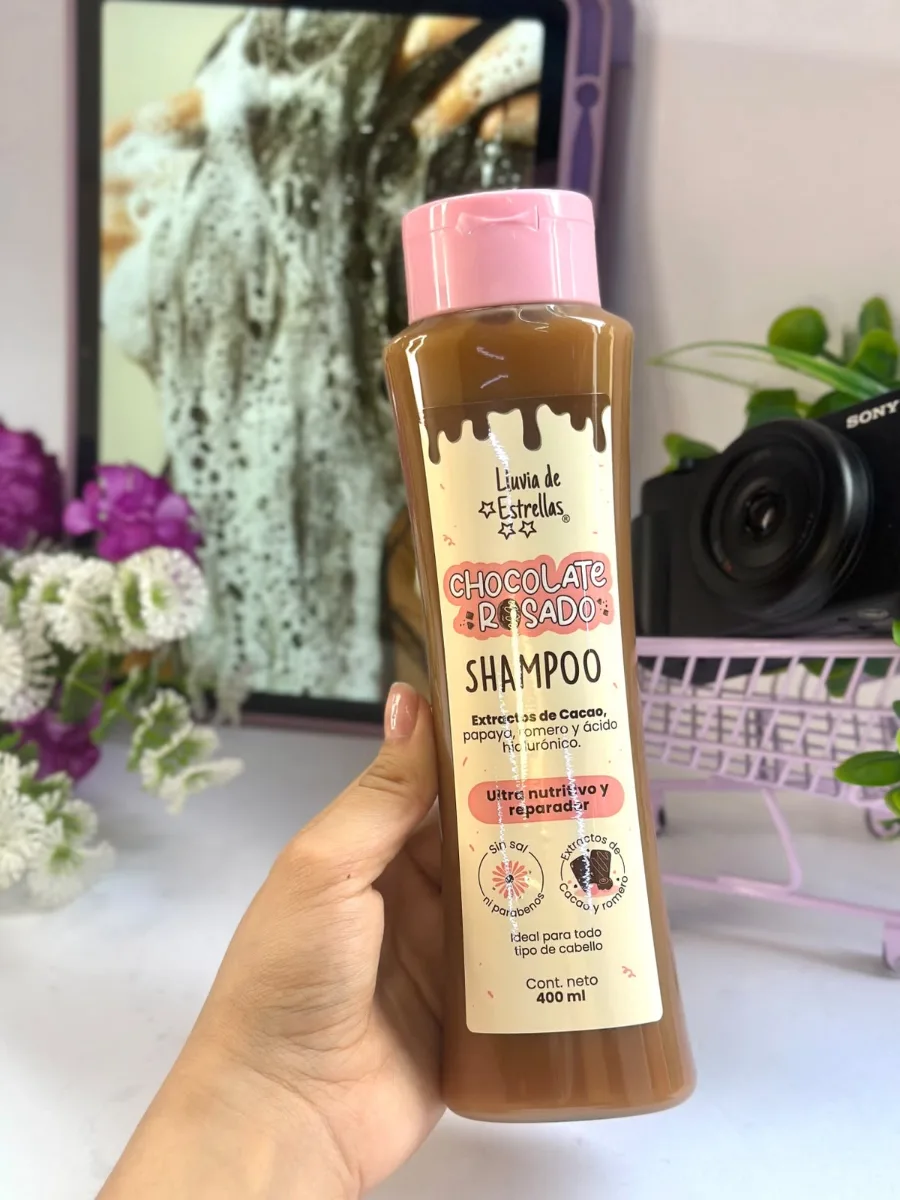 SONY
Lluvia de
Estrellas®
CHOCOLATE
ROSADO
SHAMPOO
Extractos de Cacao,
papaya, romero y ácido
hialurónico.
Ultra nutritivo y
reparador
Sin sal
ni parabenos
Extractos de
Cacao y romero
Ideal para todo
tipo de cabello
Cont. neto
400 ml